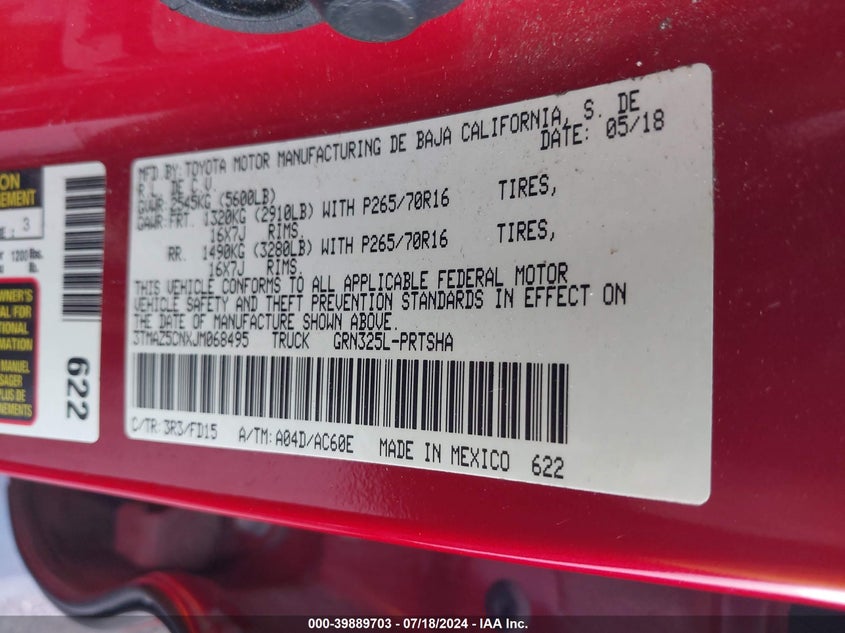 MFD.BY:TOYOTA MOTOR MANUFACTURING DE BAJA CALIFORNIA, S. DE
R.L. DE C.V. DATE: 05/18
GVWR 2545KG (5600LB)
GAWR:FRT. 1320KG (2910LB) WITH P265/70R16 TIRES,
16X7J RIMS.
RR. 1490KG (3280LB) WITH P265/70R16 TIRES,
16X7J RIMS.
THIS VEHICLE CONFORMS TO ALL APPLICABLE FEDERAL MOTOR
VEHICLE SAFETY AND THEFT PREVENTION STANDARDS IN EFFECT ON
THE DATE OF MANUFACTURE SHOWN ABOVE.
3TMAZ5CNXJM068495 TRUCK GRN325L-PRTSHA
C/TR:3R3/FD15 A/TM:A04D/AC60E MADE IN MEXICO 622
3
1200 lbs.
622
000-39889703 - 07/18/2024 - IAA Inc.